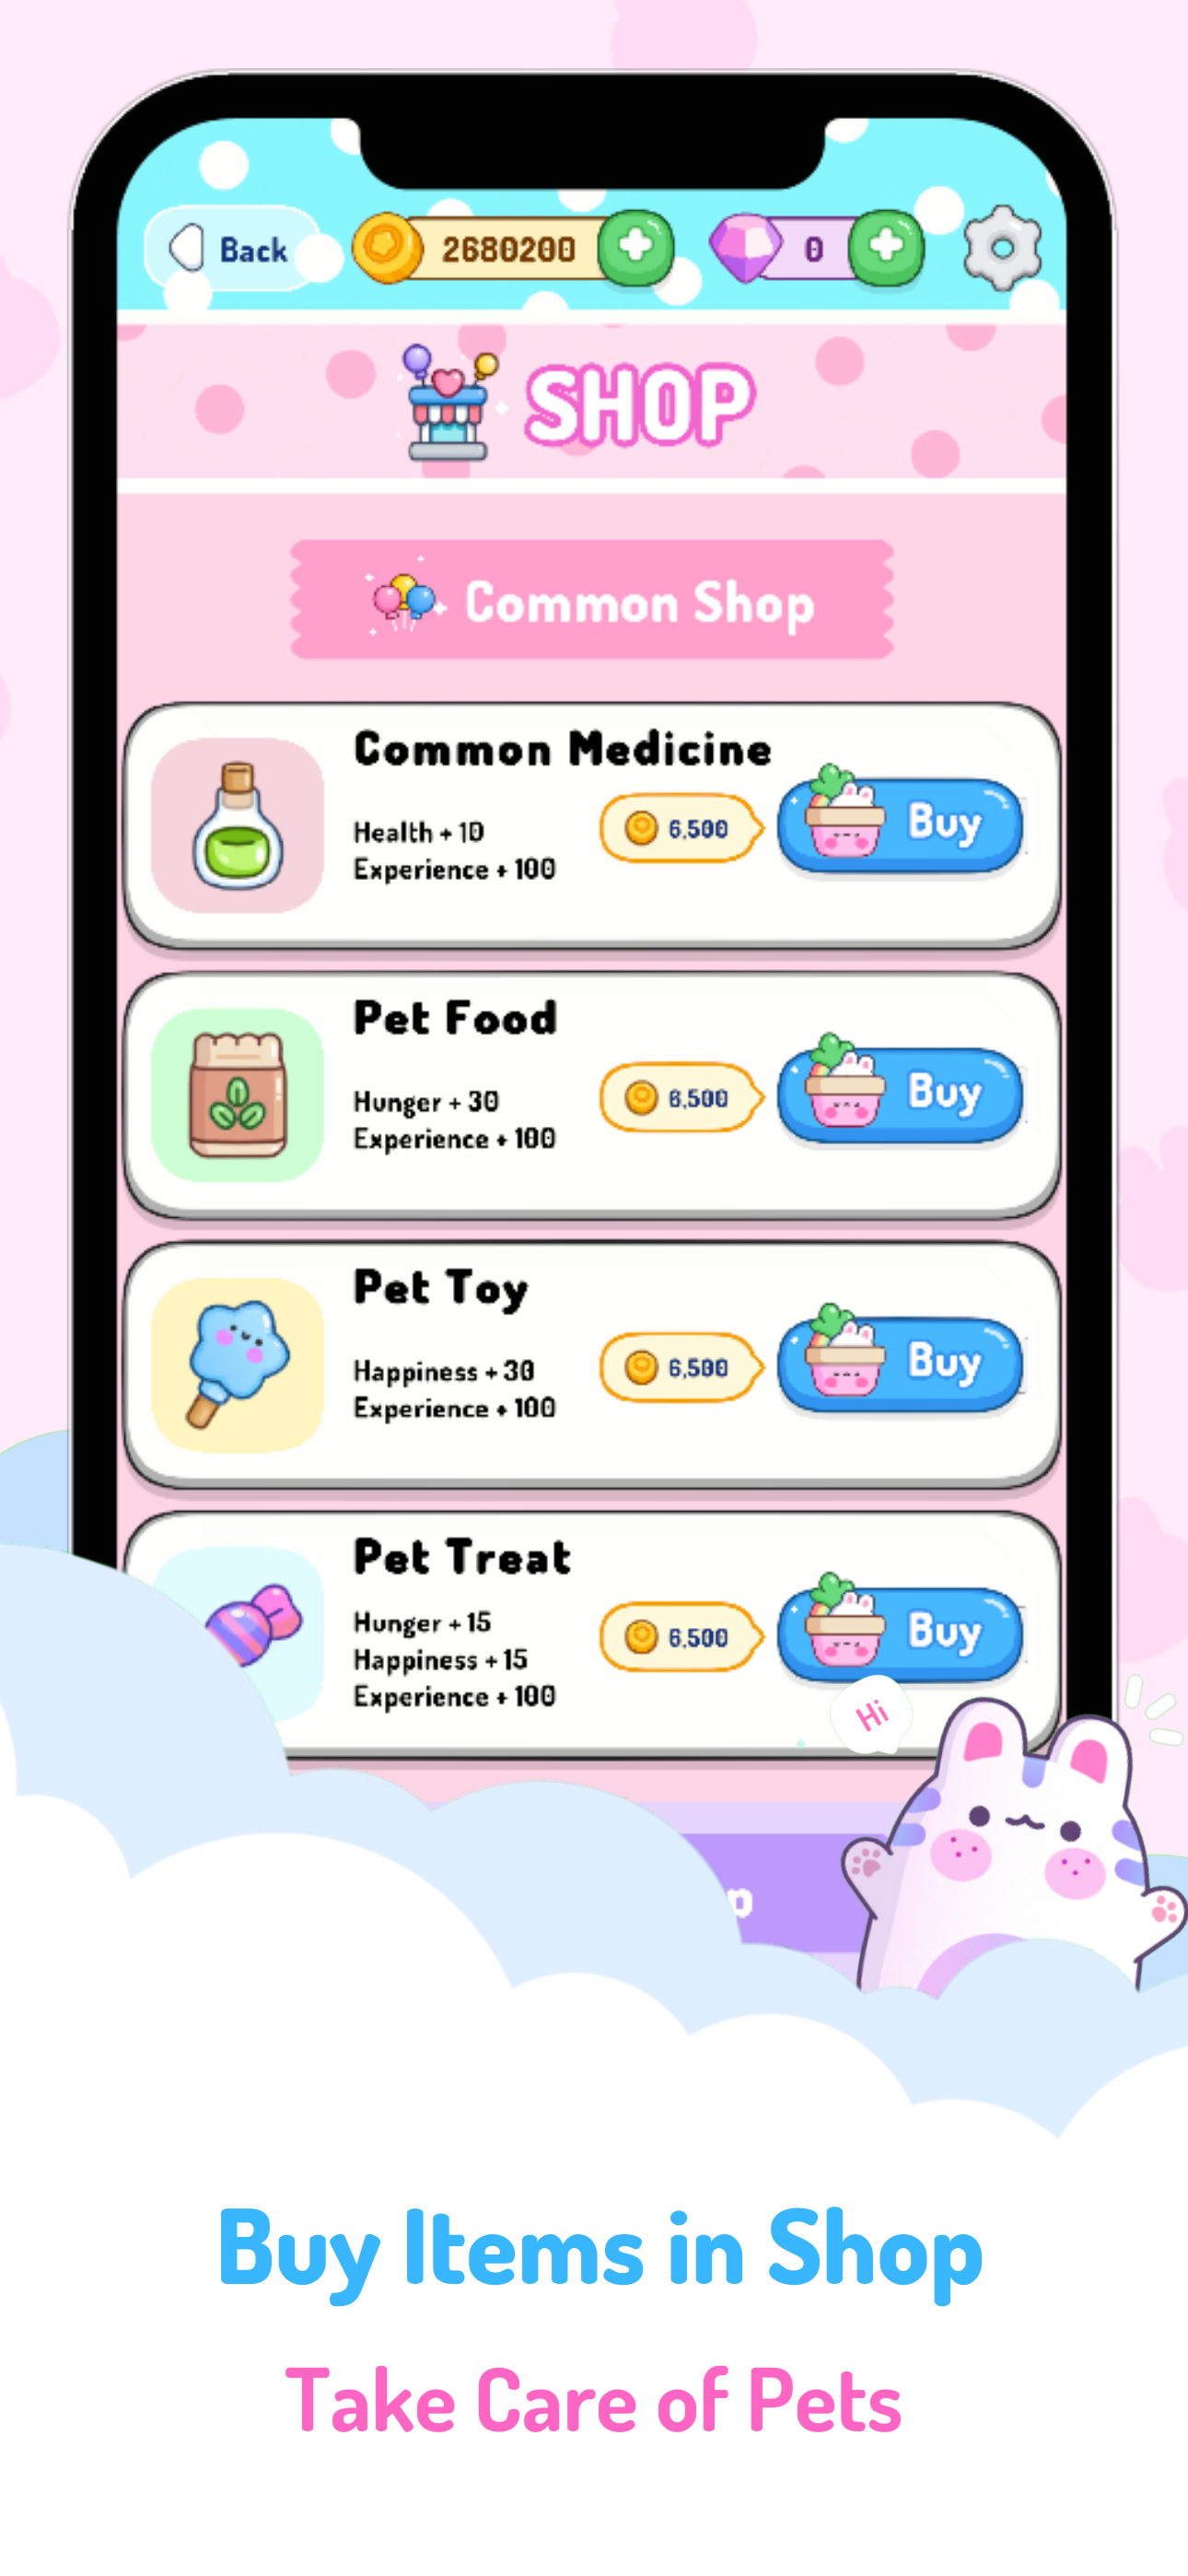 Back
2680200
0
SHOP
Common Shop
Common Medicine
Health + 10
Experience + 100
6,500
Buy
Pet Food
Hunger + 30
Experience + 100
6,500
Buy
Pet Toy
Happiness + 30
Experience + 100
6,500
Buy
Pet Treat
Hunger + 15
Happiness + 15
Experience + 100
6,500
Buy
Hi
p
Buy Items in Shop
Take Care of Pets